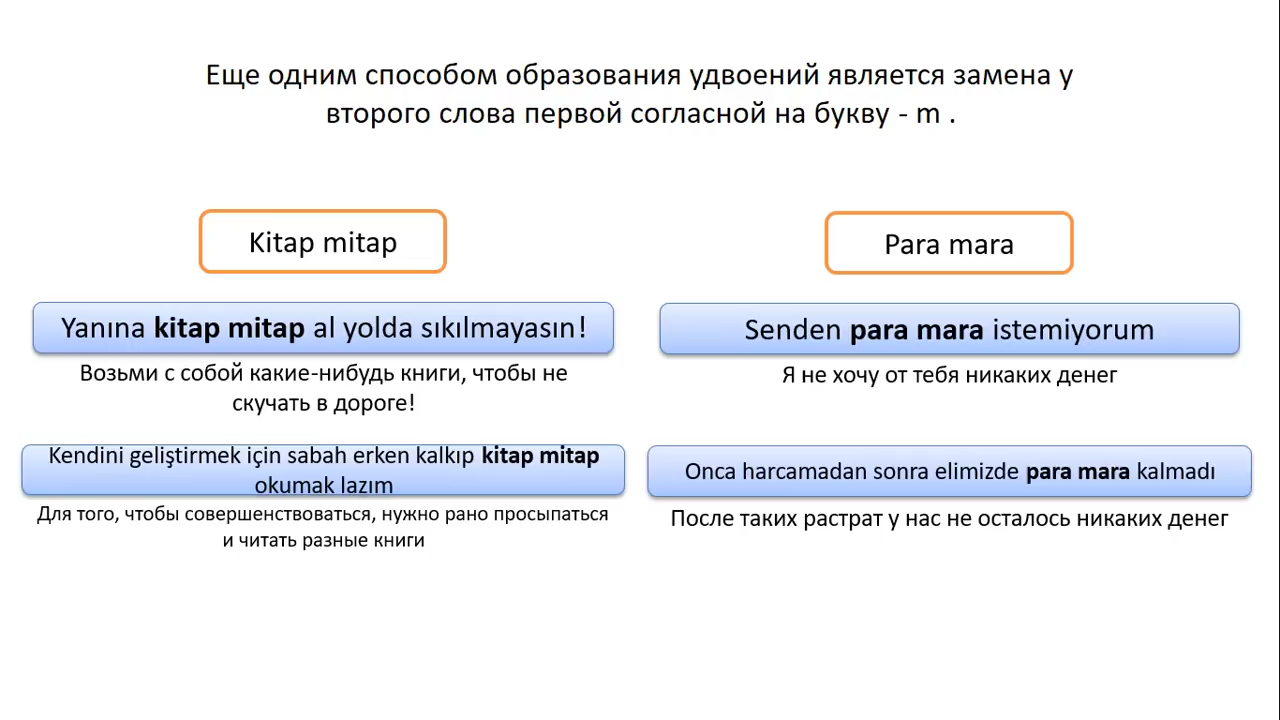 Еще одним способом образования удвоений является замена у
второго слова первой согласной на букву - m .
Kitap mitap
Yanına kitap mitap al yolda sıkılmayasın!
Возьми с собой какие-нибудь книги, чтобы не
скучать в дороге!
Kendini geliştirmek için sabah erken kalkıp kitap mitap
okumak lazım
Для того, чтобы совершенствоваться, нужно рано просыпаться
и читать разные книги
Para mara
Senden para mara istemiyorum
Я не хочу от тебя никаких денег
Onca harcamadan sonra elimizde para mara kalmadı
После таких растрат у нас не осталось никаких денег